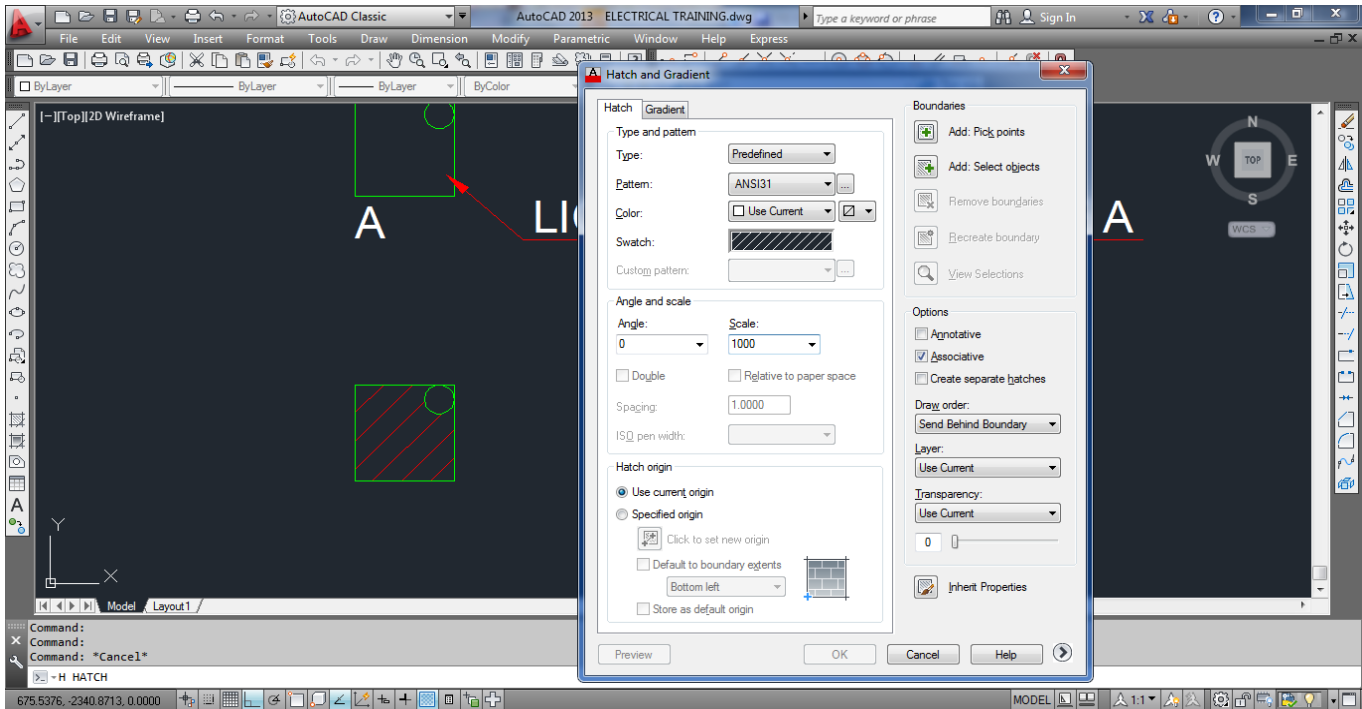 AutoCAD Classic
AutoCAD 2013 ELECTRICAL TRAINING.dwg
Type a keyword or phrase
Sign In
File Edit View Insert Format Tools Draw Dimension Modify Parametric Window Help Express
ByLayer
ByLayer
ByLayer
ByColor
[−][Top][2D Wireframe]
A
A
N
W
TOP
E
S
WCS
Hatch and Gradient
Hatch
Gradient
Type and pattern
Type:
Predefined
Pattern:
ANSI31
...
Color:
Use Current
Swatch:
Custom pattern:
...
Angle and scale
Angle:
Scale:
0
1000
Double
Relative to paper space
Spacing:
1.0000
ISO pen width:
Hatch origin
Use current origin
Specified origin
Click to set new origin
Default to boundary extents
Bottom left
Store as default origin
Boundaries
Add: Pick points
Add: Select objects
Remove boundaries
Recreate boundary
View Selections
Options
Annotative
Associative
Create separate hatches
Draw order:
Send Behind Boundary
Layer:
Use Current
Transparency:
Use Current
0
Inherit Properties
Preview
OK
Cancel
Help
A
Y
X
Model
Layout1
Command:
Command:
Command: *Cancel*
-H HATCH
675.5376, -2340.8713, 0.0000
MODEL
1:1